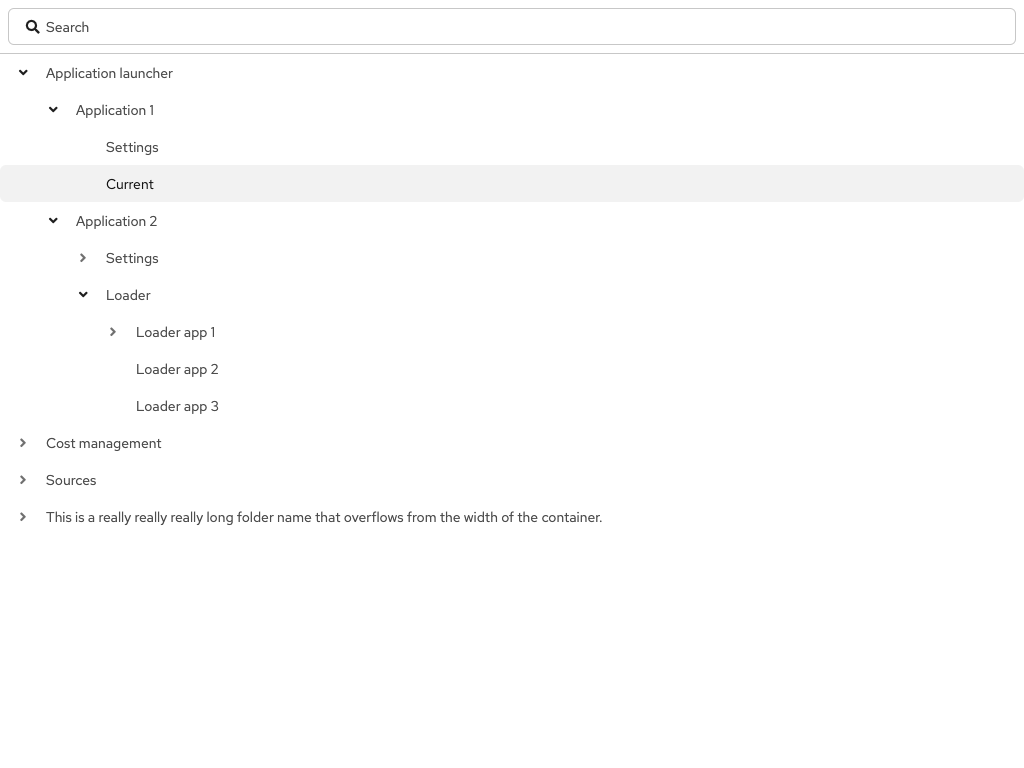 Search
Application launcher
Application 1
Settings
Current
Application 2
Settings
Loader
Loader app 1
Loader app 2
Loader app 3
Cost management
Sources
This is a really really really long folder name that overflows from the width of the container.